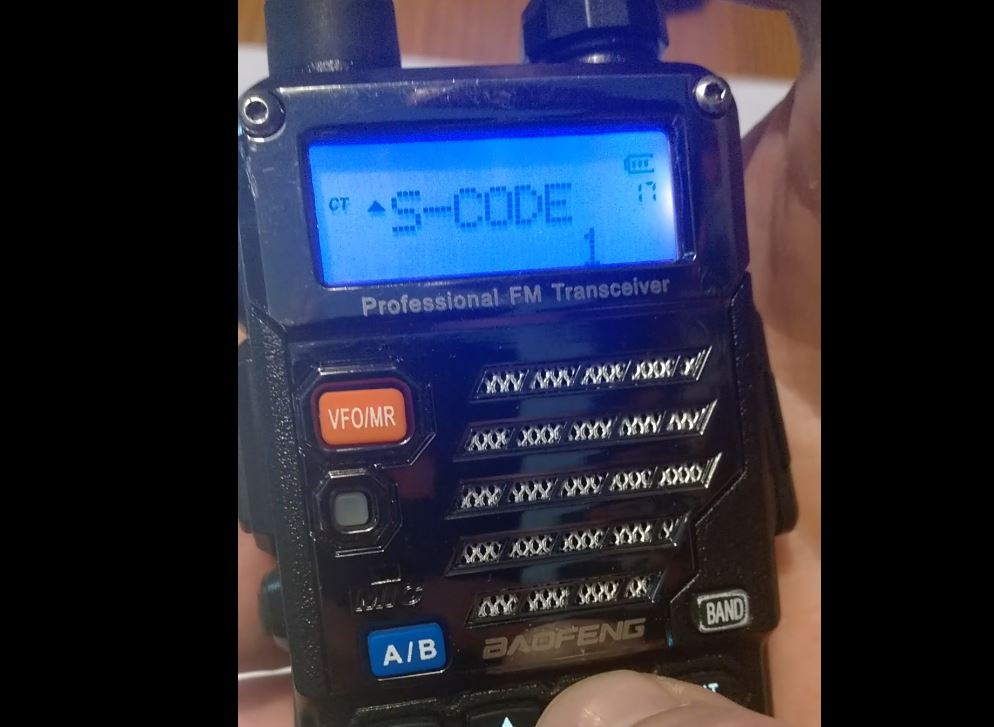 CT S-CODE 17
1
Professional FM Transceiver
VFO/MR
MIC
A/B
BAOFENG
BAND